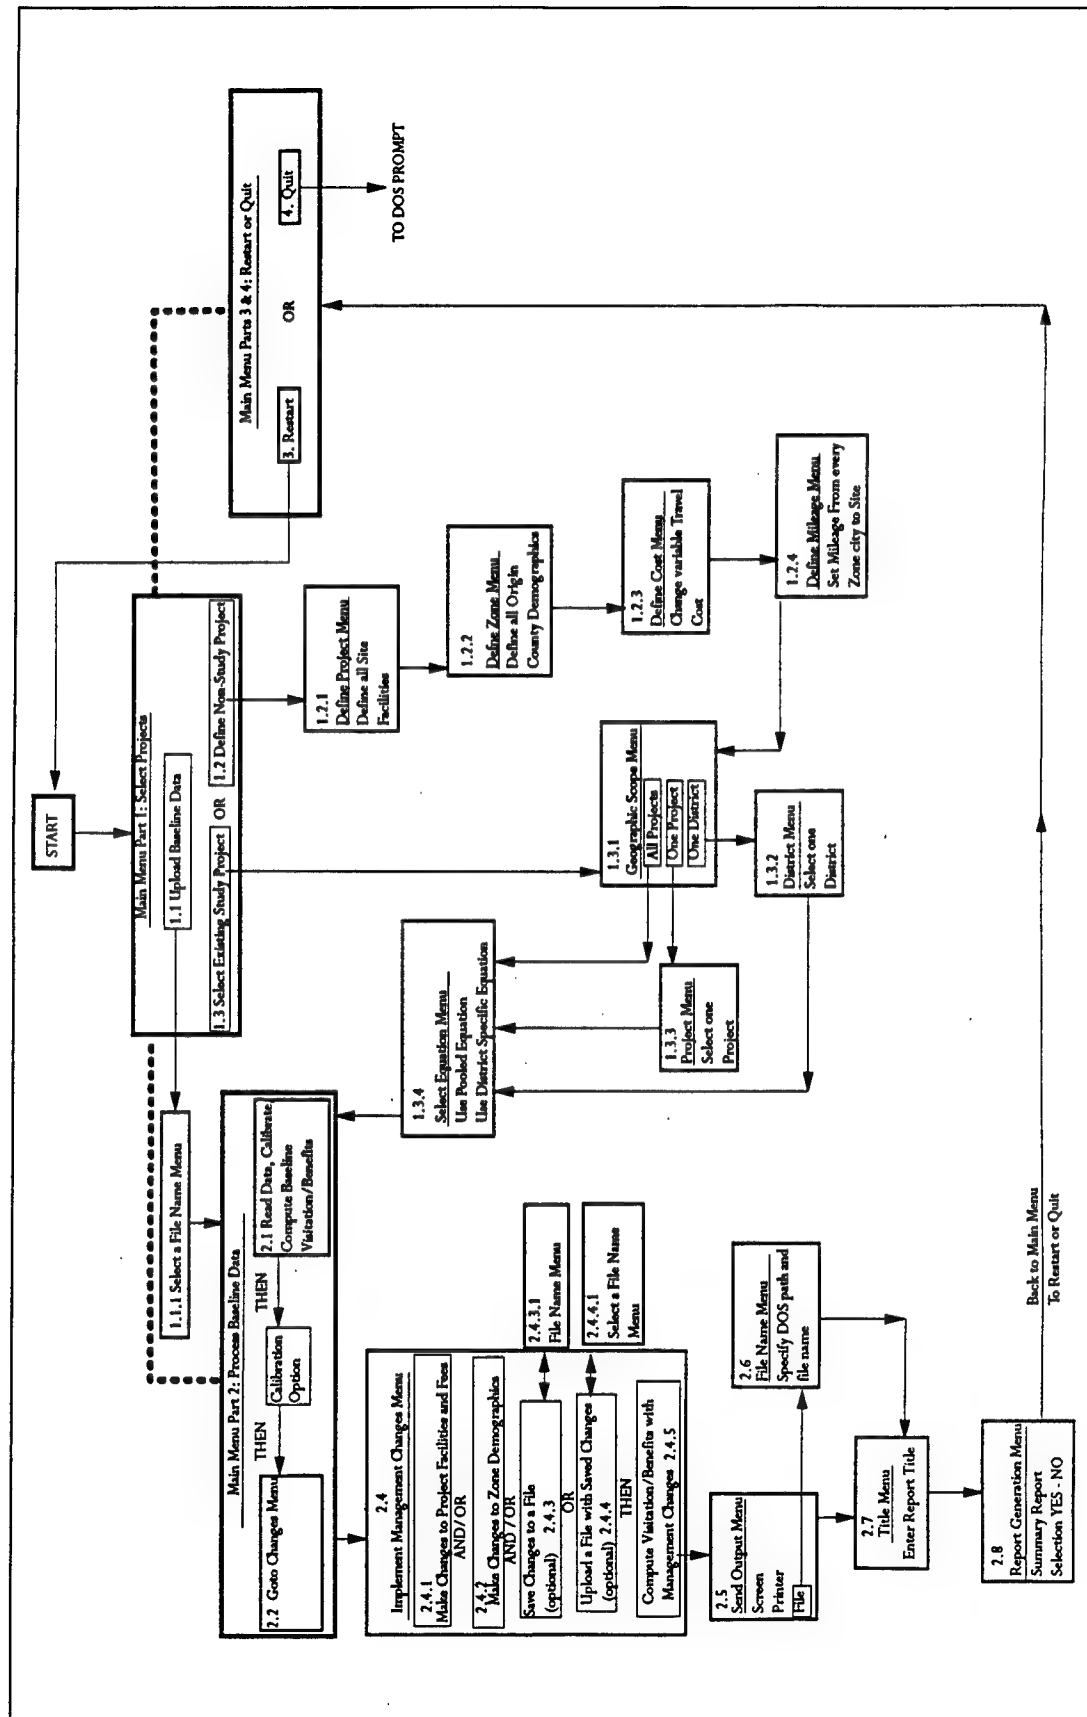 START
Main Menu Part 1: Select Projects
1.1 Upload Baseline Data
1.3 Select Existing Study Project
OR
1.2 Define Non-Study Project
1.1.1 Select a File Name Menu
Main Menu Parts 3 & 4: Restart or Quit
3. Restart
OR
4. Quit
TO DOS PROMPT
1.2.1
Define Project Menu
Define all Site
Facilities
1.2.2
Define Zone Menu
Define all Origin
County Demographics
1.2.3
Define Cost Menu
Change variable Travel
Cost
1.2.4
Define Mileage Menu
Set Mileage From every
Zone city to Site
1.3.1
Geographic Scope Menu
All Projects
One Project
One District
1.3.2
District Menu
Select one
District
1.3.3
Project Menu
Select one
Project
1.3.4
Select Equation Menu
Use Pooled Equation
Use District Specific Equation
Main Menu Part 2: Process Baseline Data
2.1 Read Data, Calibrate
Compute Baseline
Visitation/Benefits
THEN
Calibration
Option
THEN
2.2 Goto Changes Menu
2.4
Implement Management Changes Menu
2.4.1
Make Changes to Project Facilities and Fees
AND/OR
2.4.2
Make Changes to Zone Demographics
AND/OR
Save Changes to a File
(optional) 2.4.3
OR
Upload a File with Saved Changes
(optional) 2.4.4
THEN
Compute Visitation/Benefits with
Management Changes 2.4.5
2.4.3.1
File Name Menu
2.4.4.1
Select a File Name
Menu
2.5
Send Output Menu
Screen
Printer
File
2.6
File Name Menu
Specify DOS path and
file name
2.7
Title Menu
Enter Report Title
2.8
Report Generation Menu
Summary Report
Selection YES - NO
Back to Main Menu
To Restart or Quit